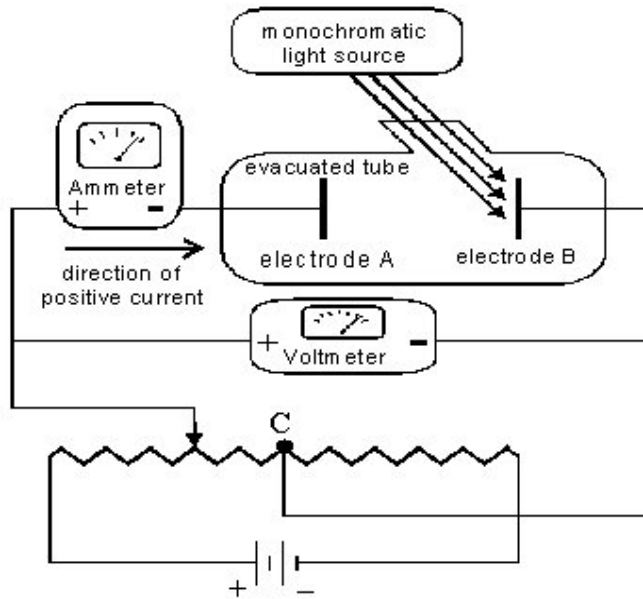 monochromatic
light source
evacuated tube
Ammeter
+ -
electrode A
electrode B
direction of
positive current
+ -
Voltmeter
C
+ -